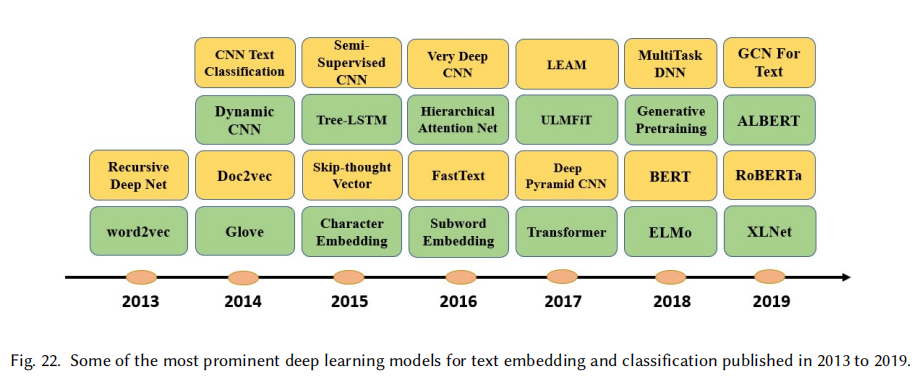 CNN Text
Classification
Semi-
Supervised
CNN
Very Deep
CNN
LEAM
MultiTask
DNN
GCN For
Text
Dynamic
CNN
Tree-LSTM
Hierarchical
Attention Net
ULMFiT
Generative
Pretraining
ALBERT
Recursive
Deep Net
Doc2vec
Skip-thought
Vector
FastText
Deep
Pyramid CNN
BERT
RoBERTa
word2vec
Glove
Character
Embedding
Subword
Embedding
Transformer
ELMo
XLNet
2013
2014
2015
2016
2017
2018
2019
Fig. 22. Some of the most prominent deep learning models for text embedding and classification published in 2013 to 2019.